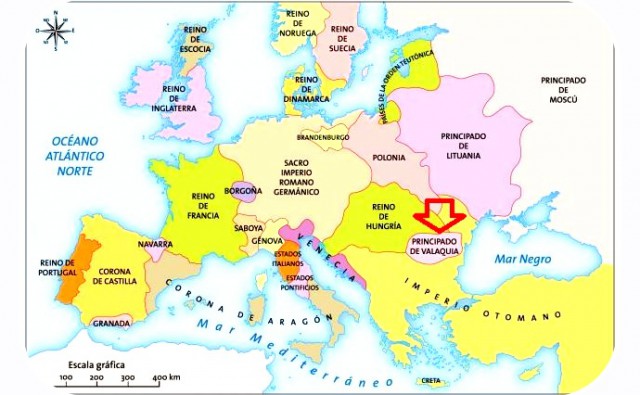 REINO
DE
NORUEGA
REINO
DE
SUECIA
REINO
DE
ESCOCIA
N
S
E
O
PAÍSES DE LA ORDEN TEUTÓNICA
PRINCIPADO
DE
MOSCÚ
REINO
DE
INGLATERRA
REINO
DE
DINAMARCA
OCÉANO
ATLÁNTICO
NORTE
BRANDENBURGO
PRINCIPADO
DE
LITUANIA
POLONIA
SACRO
IMPERIO
ROMANO
GERMÁNICO
BORGOÑA
REINO
DE
FRANCIA
REINO
DE
HUNGRÍA
SABOYA
GÉNOVA
VENECIA
PRINCIPADO
DE VALAQUIA
NAVARRA
Mar Negro
ESTADOS
ITALIANOS
REINO DE
PORTUGAL
CORONA
DE CASTILLA
ESTADOS
PONTIFICIOS
CORONA DE ARAGÓN
IMPERIO OTOMANO
GRANADA
Mar Mediterráneo
CRETA
Escala gráfica
100 200 300 400 km